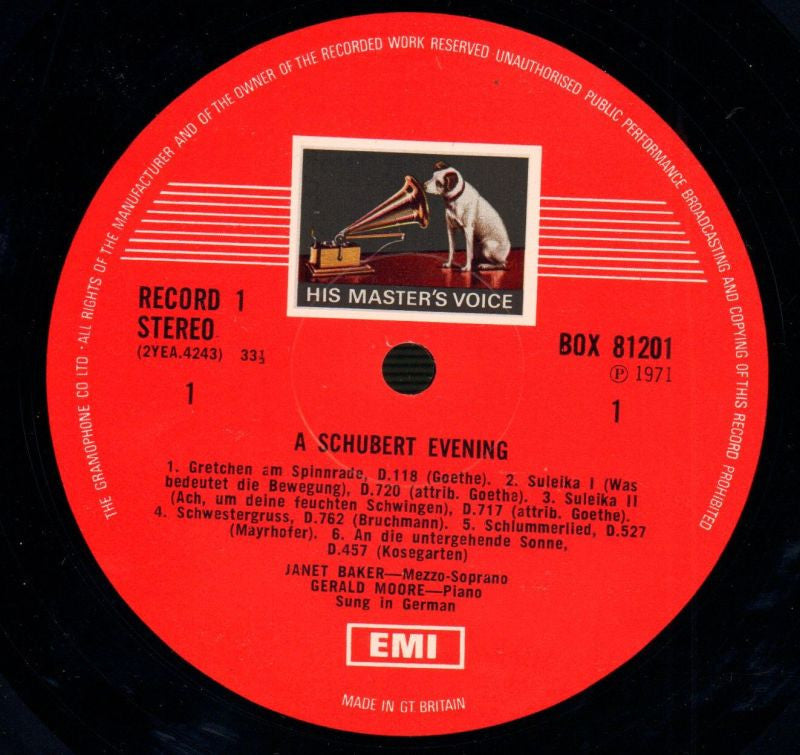 THE GRAMOPHONE CO LTD · ALL RIGHTS OF THE MANUFACTURER AND OF THE OWNER OF THE RECORDED WORK RESERVED · UNAUTHORISED PUBLIC PERFORMANCE BROADCASTING AND COPYING OF THIS RECORD PROHIBITED
HIS MASTER'S VOICE
RECORD 1
STEREO
(2YEA.4243) 33⅓
1
BOX 81201
Ⓟ 1971
1
A SCHUBERT EVENING
1. Gretchen am Spinnrade, D.118 (Goethe). 2. Suleika I (Was
bedeutet die Bewegung), D.720 (attrib. Goethe). 3. Suleika II
(Ach, um deine feuchten Schwingen), D.717 (attrib. Goethe).
4. Schwestergruss, D.762 (Bruchmann). 5. Schlummerlied, D.527
(Mayrhofer). 6. An die untergehende Sonne,
D.457 (Kosegarten)
JANET BAKER—Mezzo-Soprano
GERALD MOORE—Piano
Sung in German
EMI
MADE IN GT. BRITAIN